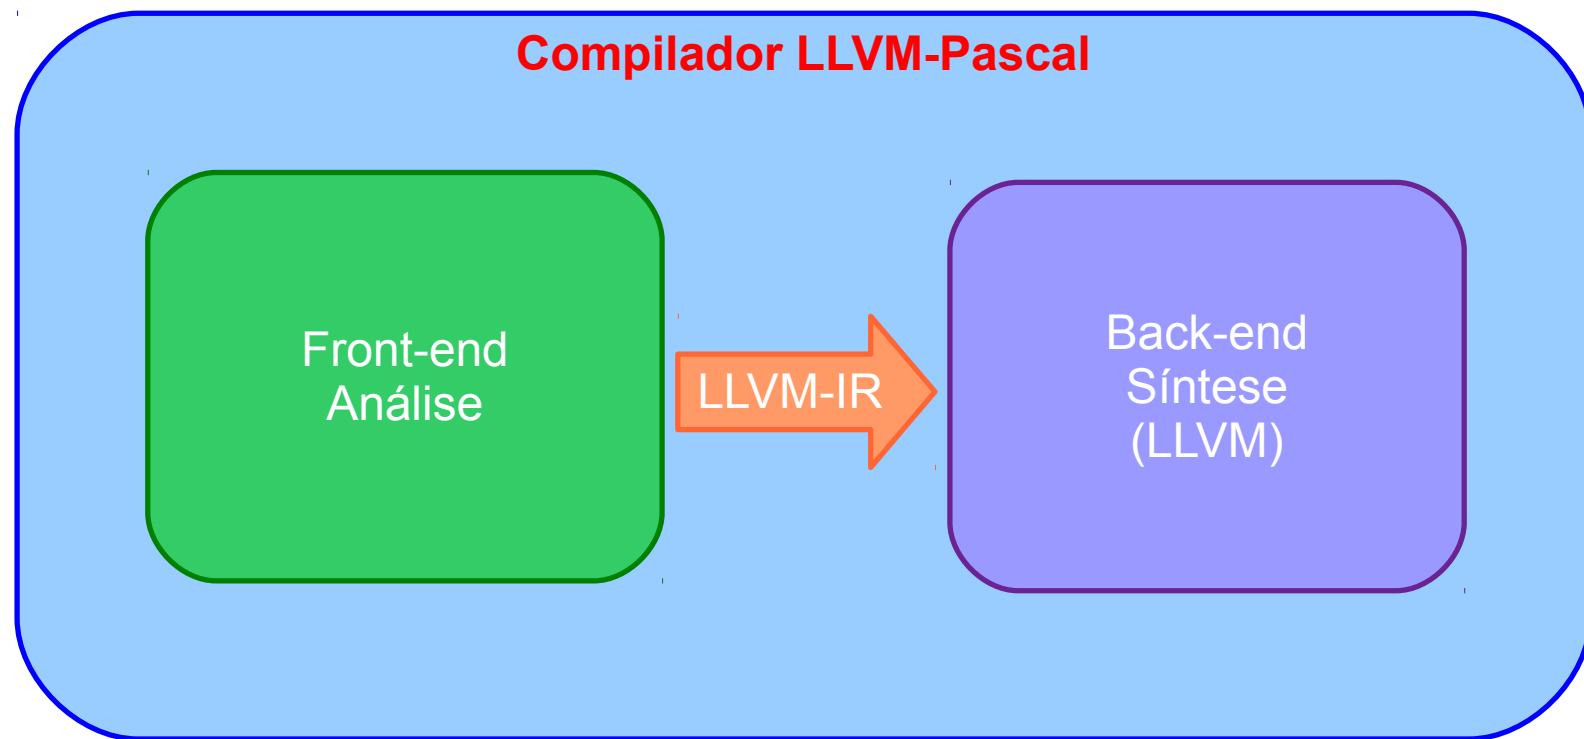 Compilador LLVM-Pascal
Front-end
Análise
LLVM-IR
Back-end
Síntese
(LLVM)